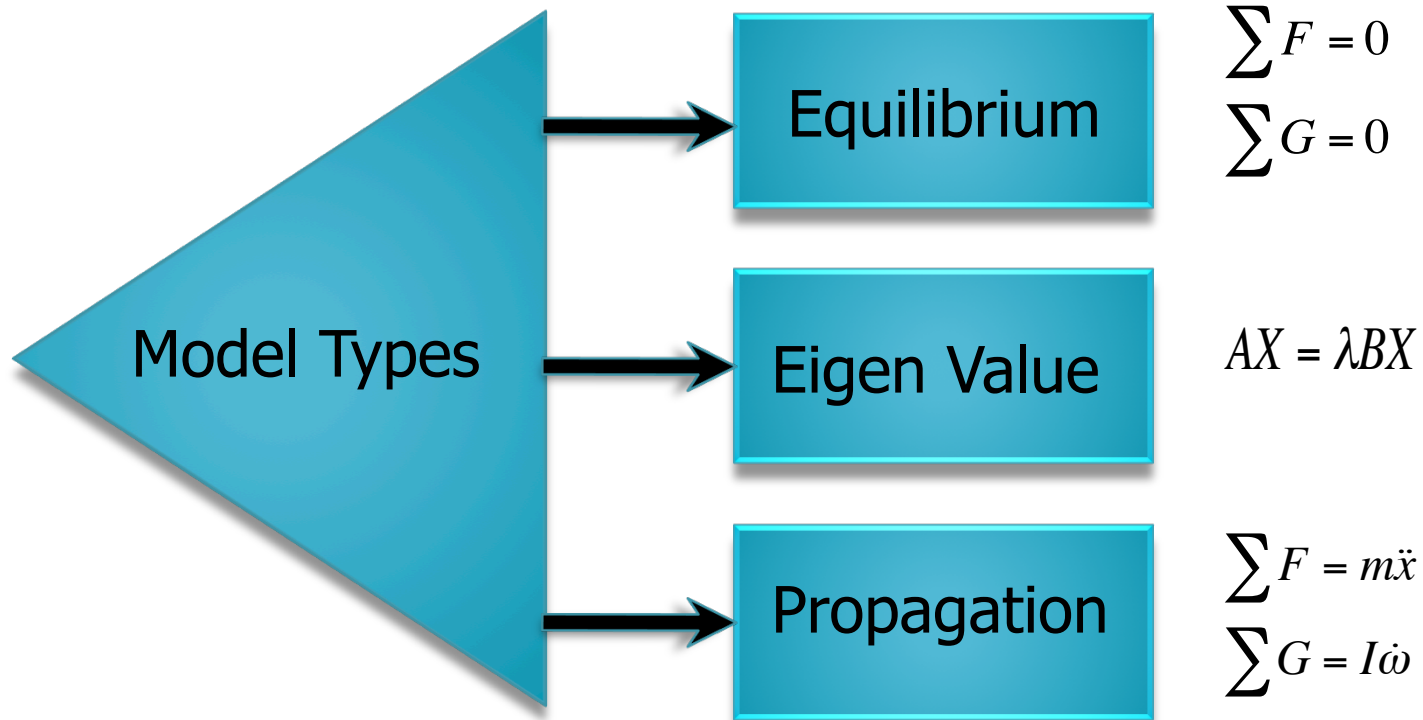 Model Types
Equilibrium
∑F = 0
∑G = 0
Eigen Value
AX = λBX
Propagation
∑F = mẍ
∑G = Iω̇